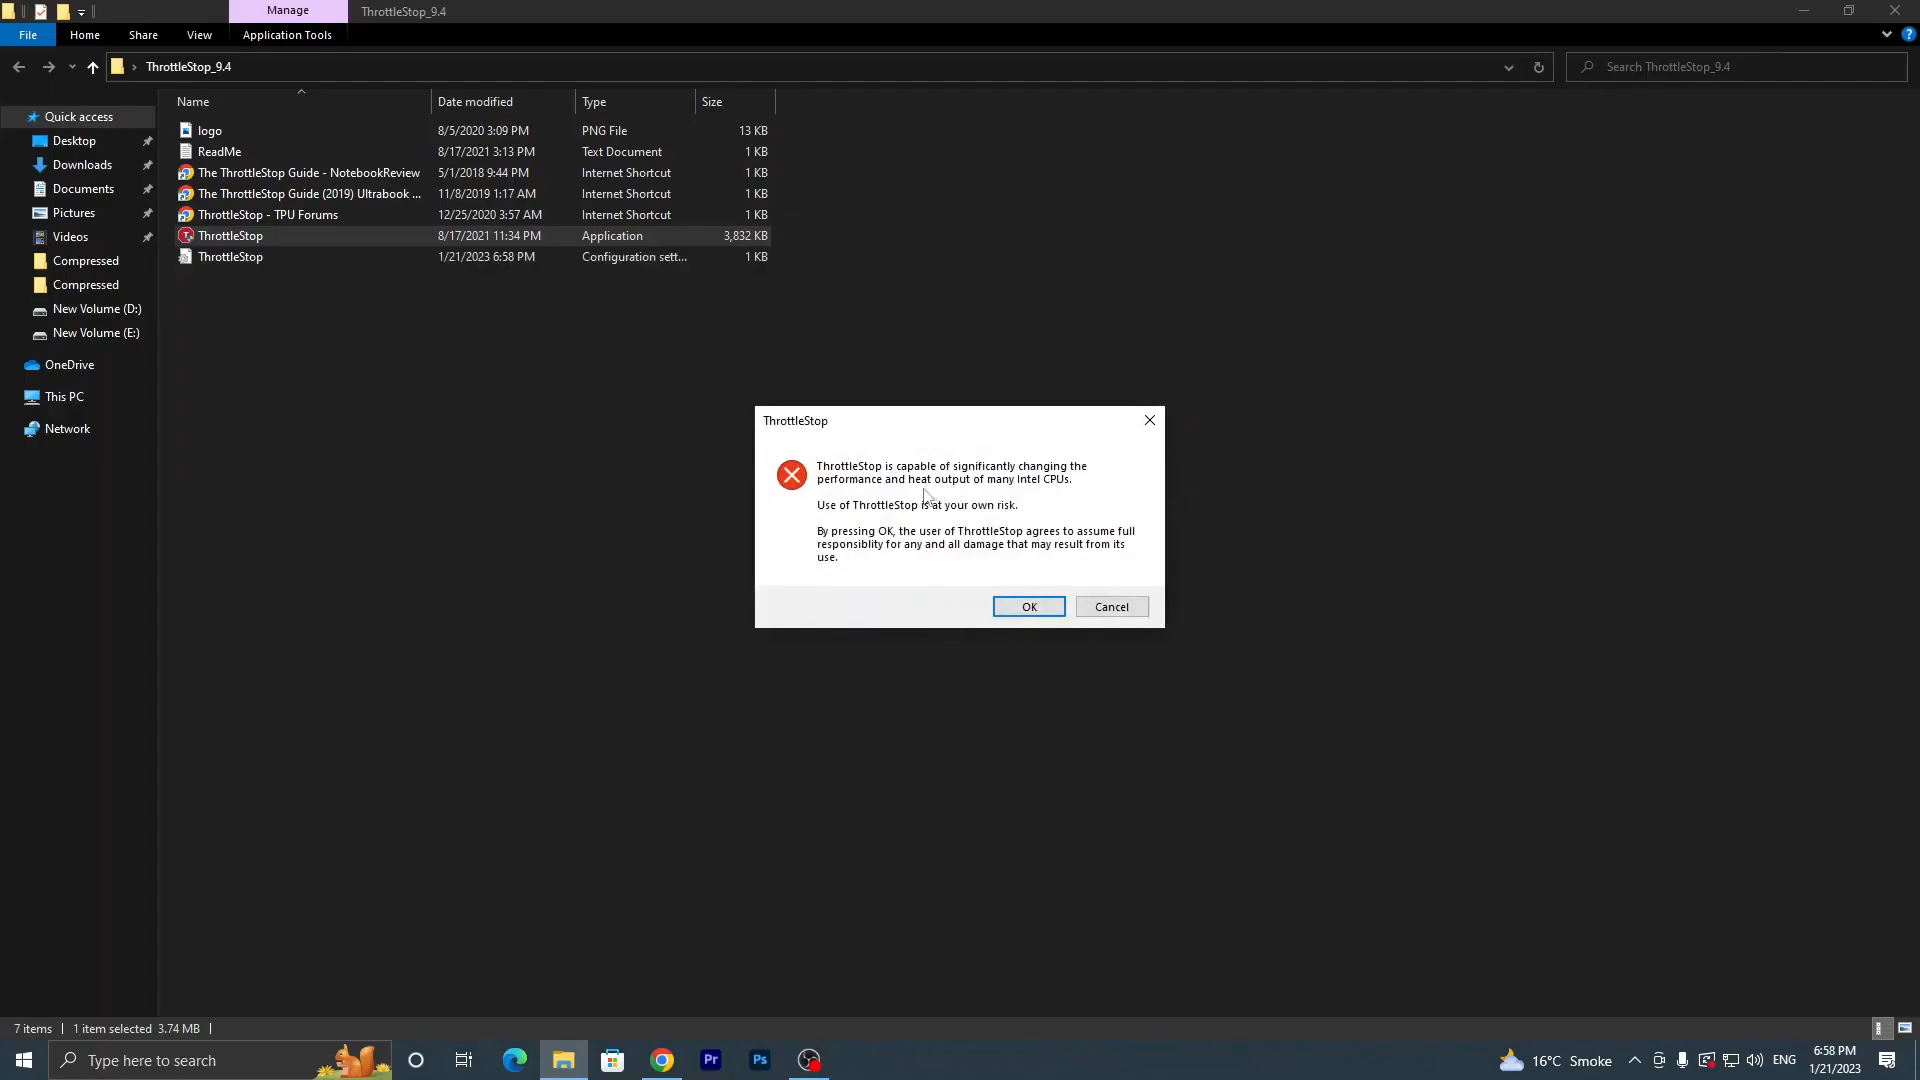 Manage
ThrottleStop_9.4
File
Home
Share
View
Application Tools
ThrottleStop_9.4
Search ThrottleStop_9.4
Name
Date modified
Type
Size
Quick access
Desktop
Downloads
Documents
Pictures
Videos
Compressed
Compressed
New Volume (D:)
New Volume (E:)
OneDrive
This PC
Network
logo 8/5/2020 3:09 PM PNG File 13 KB
ReadMe 8/17/2021 3:13 PM Text Document 1 KB
The ThrottleStop Guide - NotebookReview 5/1/2018 9:44 PM Internet Shortcut 1 KB
The ThrottleStop Guide (2019) Ultrabook ... 11/8/2019 1:17 AM Internet Shortcut 1 KB
ThrottleStop - TPU Forums 12/25/2020 3:57 AM Internet Shortcut 1 KB
ThrottleStop 8/17/2021 11:34 PM Application 3,832 KB
ThrottleStop 1/21/2023 6:58 PM Configuration sett... 1 KB
ThrottleStop
ThrottleStop is capable of significantly changing the
performance and heat output of many Intel CPUs.
Use of ThrottleStop is at your own risk.
By pressing OK, the user of ThrottleStop agrees to assume full
responsiblity for any and all damage that may result from its
use.
OK
Cancel
7 items
1 item selected 3.74 MB
Type here to search
Pr
Ps
16°C Smoke
ENG
6:58 PM
1/21/2023